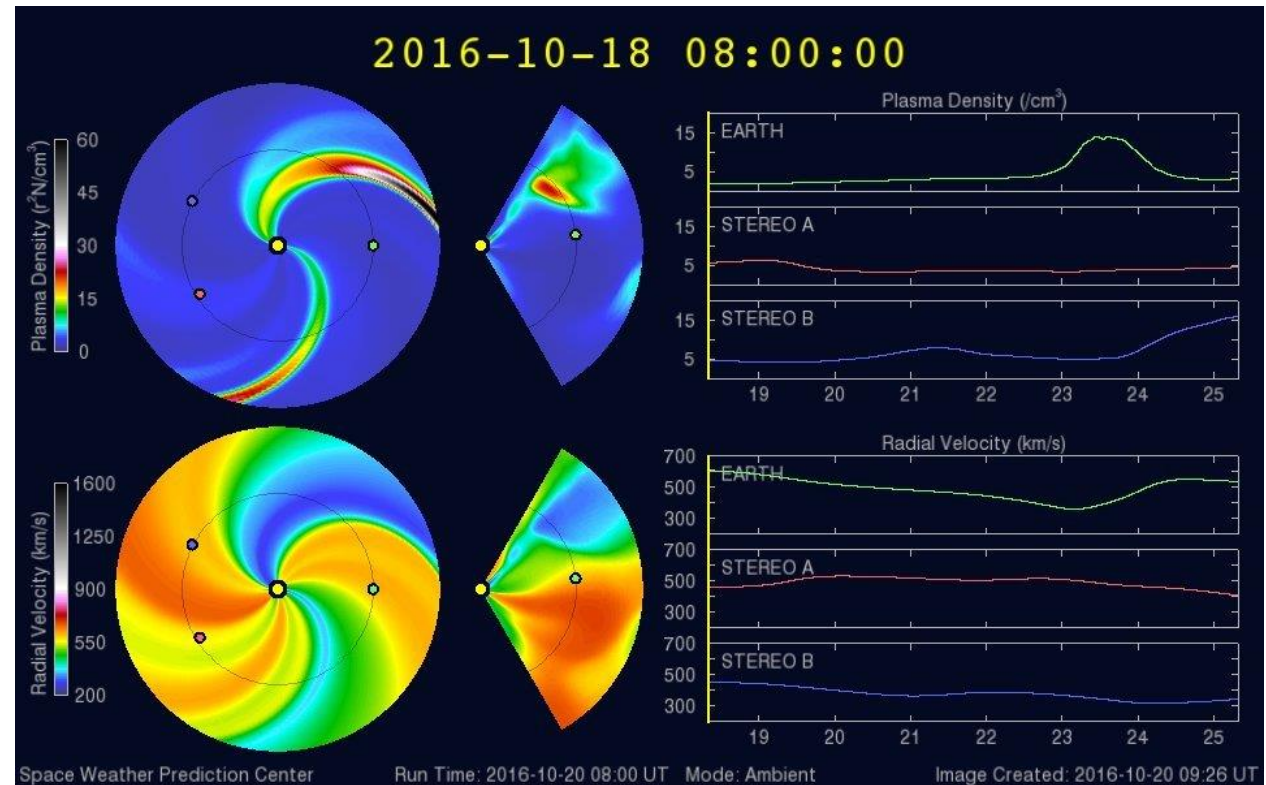 2016-10-18 08:00:00
Plasma Density (r²N/cm³)
60
45
30
15
0
Plasma Density (/cm³)
EARTH
15
5
STEREO A
15
5
STEREO B
15
5
19 20 21 22 23 24 25
Radial Velocity (km/s)
1600
1250
900
550
200
Radial Velocity (km/s)
700
EARTH
500
300
700
STEREO A
500
300
700
STEREO B
500
300
19 20 21 22 23 24 25
Space Weather Prediction Center Run Time: 2016-10-20 08:00 UT Mode: Ambient Image Created: 2016-10-20 09:26 UT